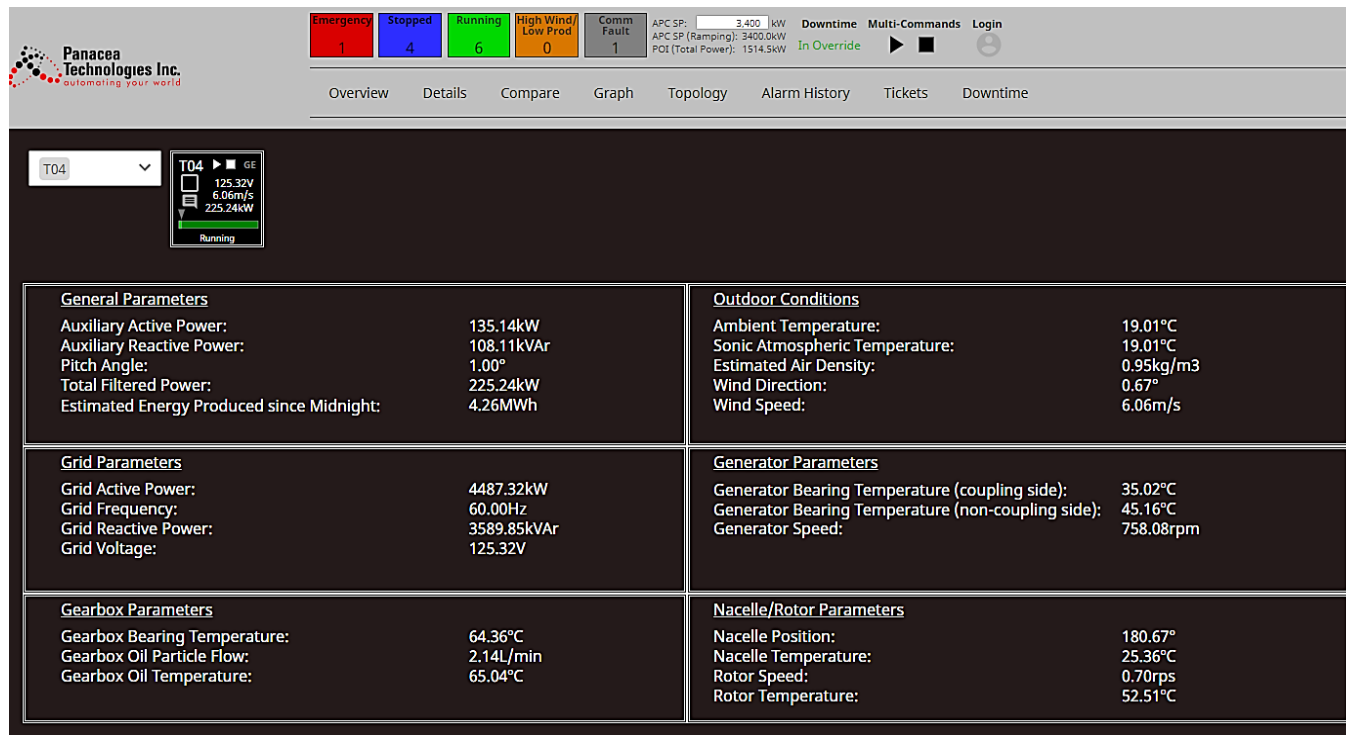 Panacea
Technologies Inc.
automating your world
Emergency
1
Stopped
4
Running
6
High Wind/
Low Prod
0
Comm
Fault
1
APC SP: 3.400 kW
APC SP (Ramping): 3400.0kW
POI (Total Power): 1514.5kW
Downtime
In Override
Multi-Commands
Login
Overview Details Compare Graph Topology Alarm History Tickets Downtime
T04
T04 GE
125.32V
6.06m/s
225.24kW
Running
General Parameters
Auxiliary Active Power: 135.14kW
Auxiliary Reactive Power: 108.11kVAr
Pitch Angle: 1.00°
Total Filtered Power: 225.24kW
Estimated Energy Produced since Midnight: 4.26MWh
Outdoor Conditions
Ambient Temperature: 19.01°C
Sonic Atmospheric Temperature: 19.01°C
Estimated Air Density: 0.95kg/m3
Wind Direction: 0.67°
Wind Speed: 6.06m/s
Grid Parameters
Grid Active Power: 4487.32kW
Grid Frequency: 60.00Hz
Grid Reactive Power: 3589.85kVAr
Grid Voltage: 125.32V
Generator Parameters
Generator Bearing Temperature (coupling side): 35.02°C
Generator Bearing Temperature (non-coupling side): 45.16°C
Generator Speed: 758.08rpm
Gearbox Parameters
Gearbox Bearing Temperature: 64.36°C
Gearbox Oil Particle Flow: 2.14L/min
Gearbox Oil Temperature: 65.04°C
Nacelle/Rotor Parameters
Nacelle Position: 180.67°
Nacelle Temperature: 25.36°C
Rotor Speed: 0.70rps
Rotor Temperature: 52.51°C